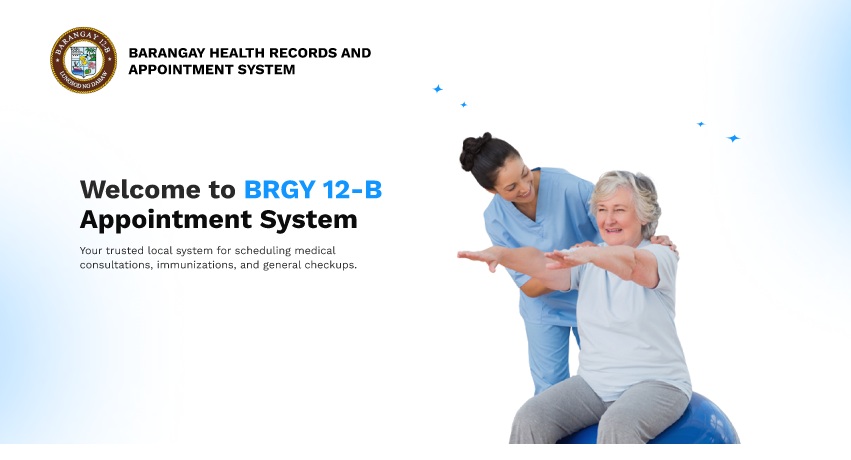 BARANGAY 12-B
LUNGSOD NG DABAW
BARANGAY HEALTH RECORDS AND
APPOINTMENT SYSTEM
Welcome to BRGY 12-B
Appointment System
Your trusted local system for scheduling medical
consultations, immunizations, and general checkups.